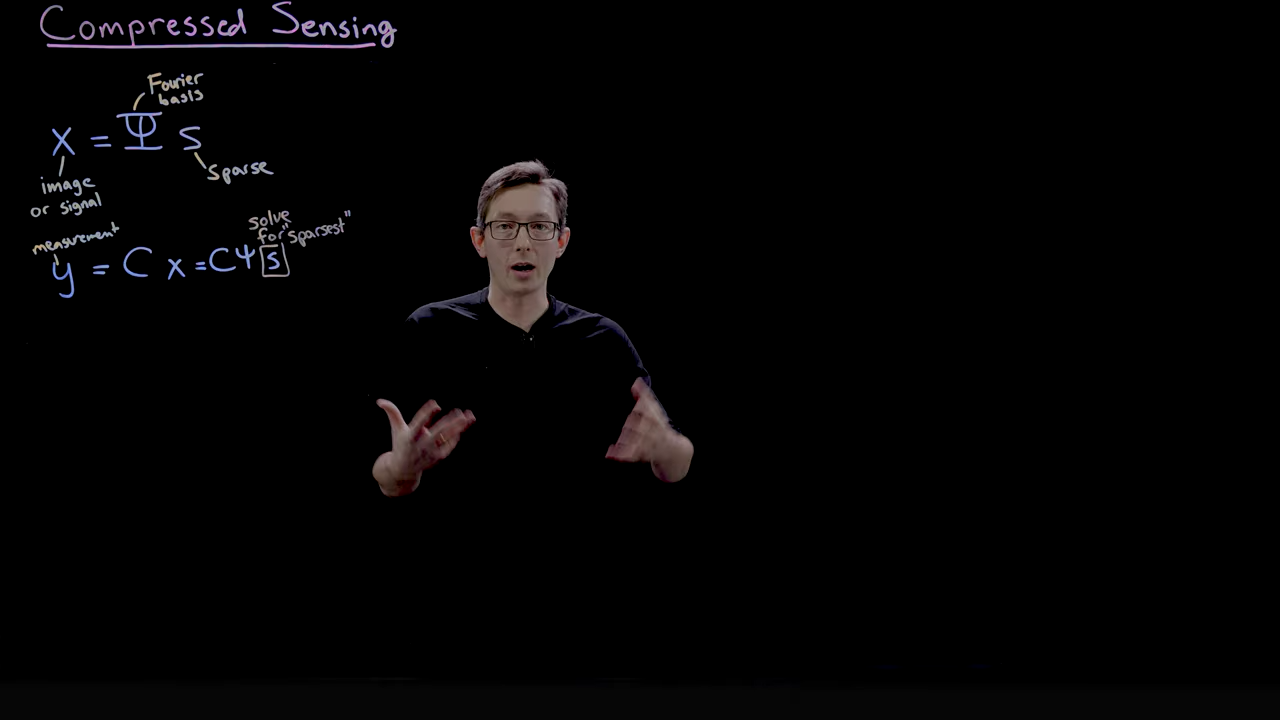 Compressed Sensing
Fourier
basis
x = Ψ s
sparse
image
or signal
solve
for "sparsest"
measurement
y = C x = CΨ s